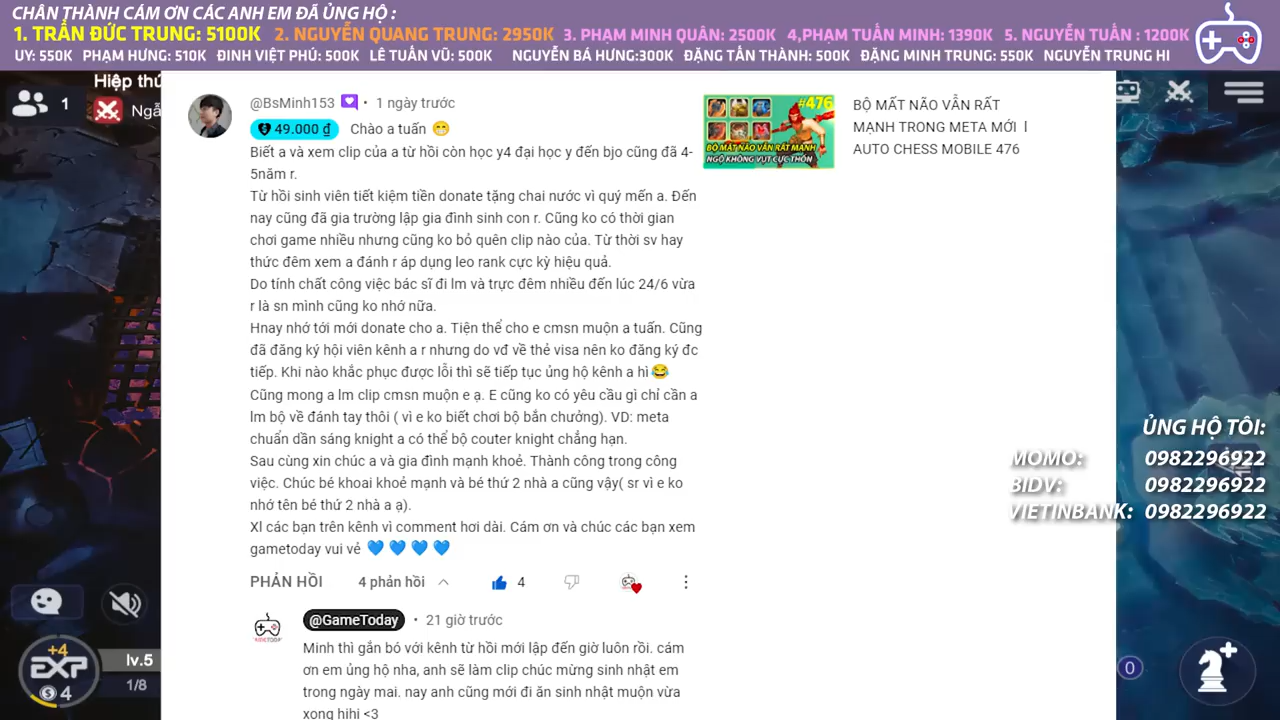 CHÂN THÀNH CÁM ƠN CÁC ANH EM ĐÃ ỦNG HỘ :
1. TRẦN ĐỨC TRUNG: 5100K 2. NGUYỄN QUANG TRUNG: 2950K 3. PHẠM MINH QUÂN: 2500K 4,PHẠM TUẤN MINH: 1390K 5. NGUYỄN TUẤN : 1200K
UY: 550K PHẠM HƯNG: 510K ĐINH VIỆT PHÚ: 500K LÊ TUẤN VŨ: 500K NGUYỄN BÁ HƯNG:300K ĐẶNG TẤN THÀNH: 500K ĐẶNG MINH TRUNG: 550K NGUYỄN TRUNG HI
Hiệp thú
1
Ngẫ
@BsMinh153 • 1 ngày trước
49.000 ₫ Chào a tuấn 😁
Biết a và xem clip của a từ hồi còn học y4 đại học y đến bjo cũng đã 4-
5năm r.
Từ hồi sinh viên tiết kiệm tiền donate tặng chai nước vì quý mến a. Đến
nay cũng đã gia trường lập gia đình sinh con r. Cũng ko có thời gian
chơi game nhiều nhưng cũng ko bỏ quên clip nào của. Từ thời sv hay
thức đêm xem a đánh r áp dụng leo rank cực kỳ hiệu quả.
Do tính chất công việc bác sĩ đi lm và trực đêm nhiều đến lúc 24/6 vừa
r là sn mình cũng ko nhớ nữa.
Hnay nhớ tới mới donate cho a. Tiện thể cho e cmsn muộn a tuấn. Cũng
đã đăng ký hội viên kênh a r nhưng do vđ về thẻ visa nên ko đăng ký đc
tiếp. Khi nào khắc phục được lỗi thì sẽ tiếp tục ủng hộ kênh a hì😂
Cũng mong a lm clip cmsn muộn e ạ. E cũng ko có yêu cầu gì chỉ cần a
lm bộ về đánh tay thôi ( vì e ko biết chơi bộ bắn chưởng). VD: meta
chuẩn dần sáng knight a có thể bộ couter knight chẳng hạn.
Sau cùng xin chúc a và gia đình mạnh khoẻ. Thành công trong công
việc. Chúc bé khoai khoẻ mạnh và bé thứ 2 nhà a cũng vậy( sr vì e ko
nhớ tên bé thứ 2 nhà a ạ).
Xl các bạn trên kênh vì comment hơi dài. Cám ơn và chúc các bạn xem
gametoday vui vẻ 💙 💙 💙 💙
PHẢN HỒI 4 phản hồi 4
@GameToday • 21 giờ trước
Minh thì gắn bó với kênh từ hồi mới lập đến giờ luôn rồi. cám
ơn em ủng hộ nha, anh sẽ làm clip chúc mừng sinh nhật em
trong ngày mai. nay anh cũng mới đi ăn sinh nhật muộn vừa
xong hihi <3
#476
BỘ MẤT NÃO VẪN RẤT MẠNH
NGỘ KHÔNG VỤT CỰC THỐN
BỘ MẤT NÃO VẪN RẤT
MẠNH TRONG META MỚI |
AUTO CHESS MOBILE 476
ỦNG HỘ TÔI:
MOMO: 0982296922
BIDV: 0982296922
VIETINBANK: 0982296922
+4
EXP
4
lv.5
1/8
0